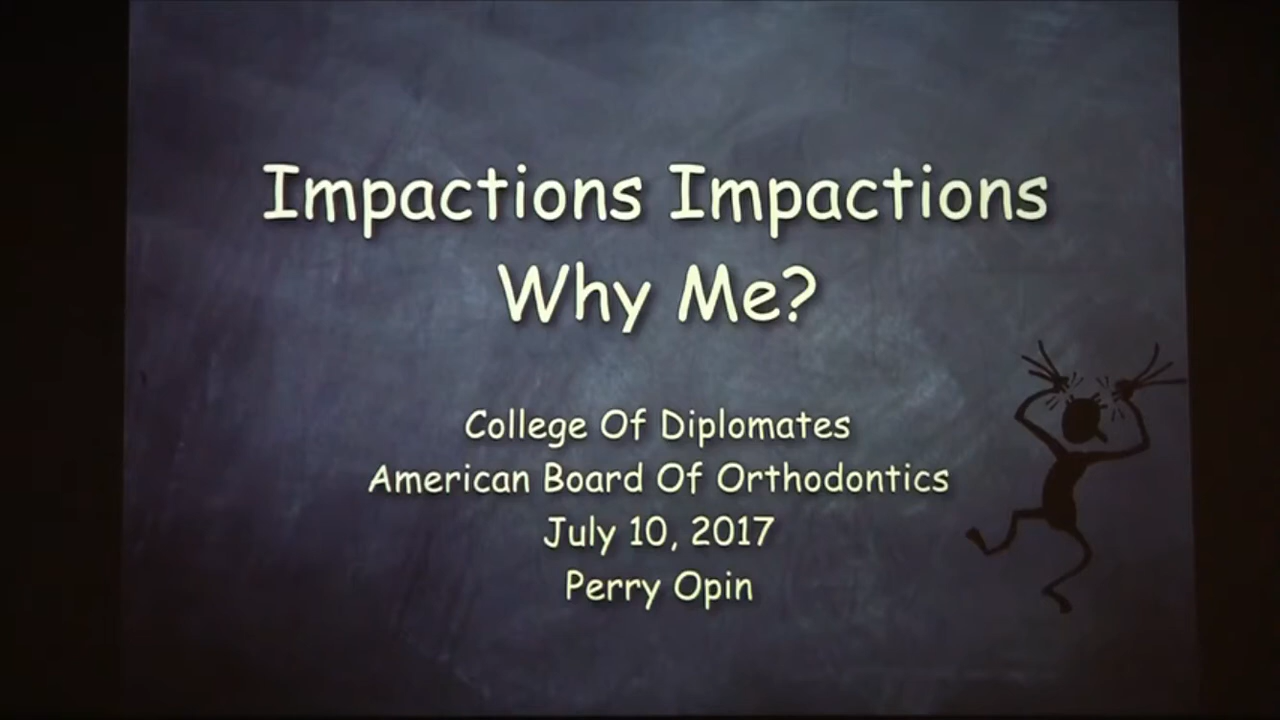 Impactions Impactions
Why Me?
College Of Diplomates
American Board Of Orthodontics
July 10, 2017
Perry Opin